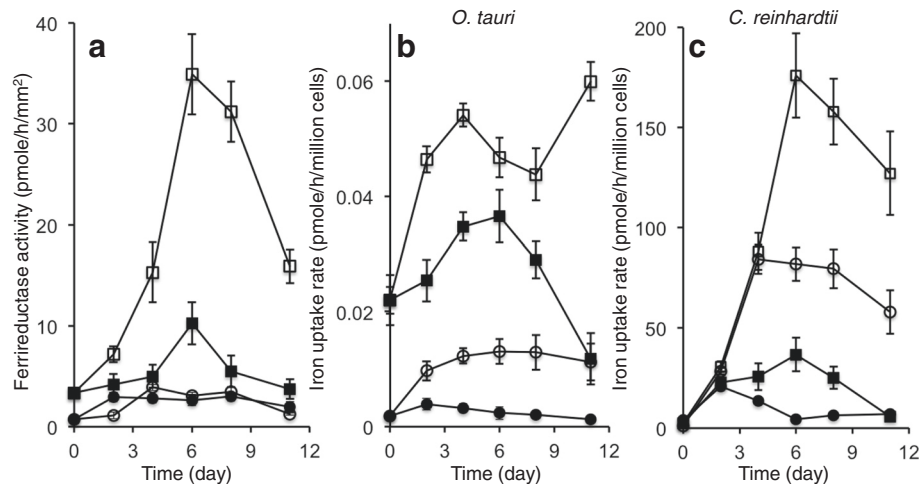 O. tauri
C. reinhardtii
a
b
c
Ferrireductase activity (pmole/h/mm²)
40
30
20
10
0
0 3 6 9 12
Time (day)
Iron uptake rate (pmole/h/million cells)
0.06
0.04
0.02
0
0 3 6 9 12
Time (day)
Iron uptake rate (pmole/h/million cells)
200
150
100
50
0
0 3 6 9 12
Time (day)